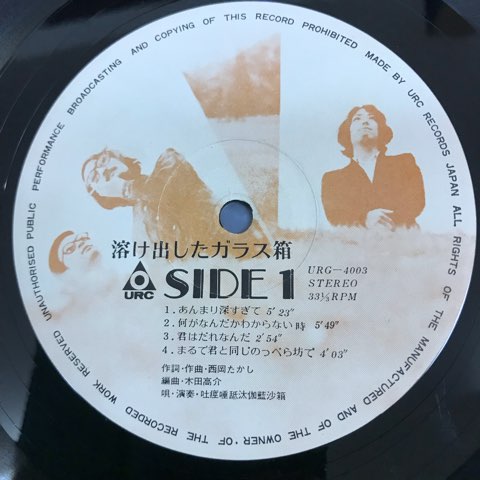 UNAUTHORISED PUBLIC PERFORMANCE BROADCASTING AND COPYING OF THIS RECORD PROHIBITED MADE BY URC RECORDS JAPAN ALL RIGHTS OF THE MANUFACTURED AND OF THE OWNER OF THE RECORDED WORK RESERVED
溶け出したガラス箱
URC
SIDE 1
URG-4003
STEREO
33⅓RPM
1.あんまり深すぎて 5′23″
2.何がなんだかわからない時 5′49″
3.君はだれなんだ 2′54″
4.まるで君と同じのっぺら坊て 4′03″
作詞・作曲・西岡たかし
編曲・木田高介
唄・演奏・吐痙唾舐汰伽藍沙箱